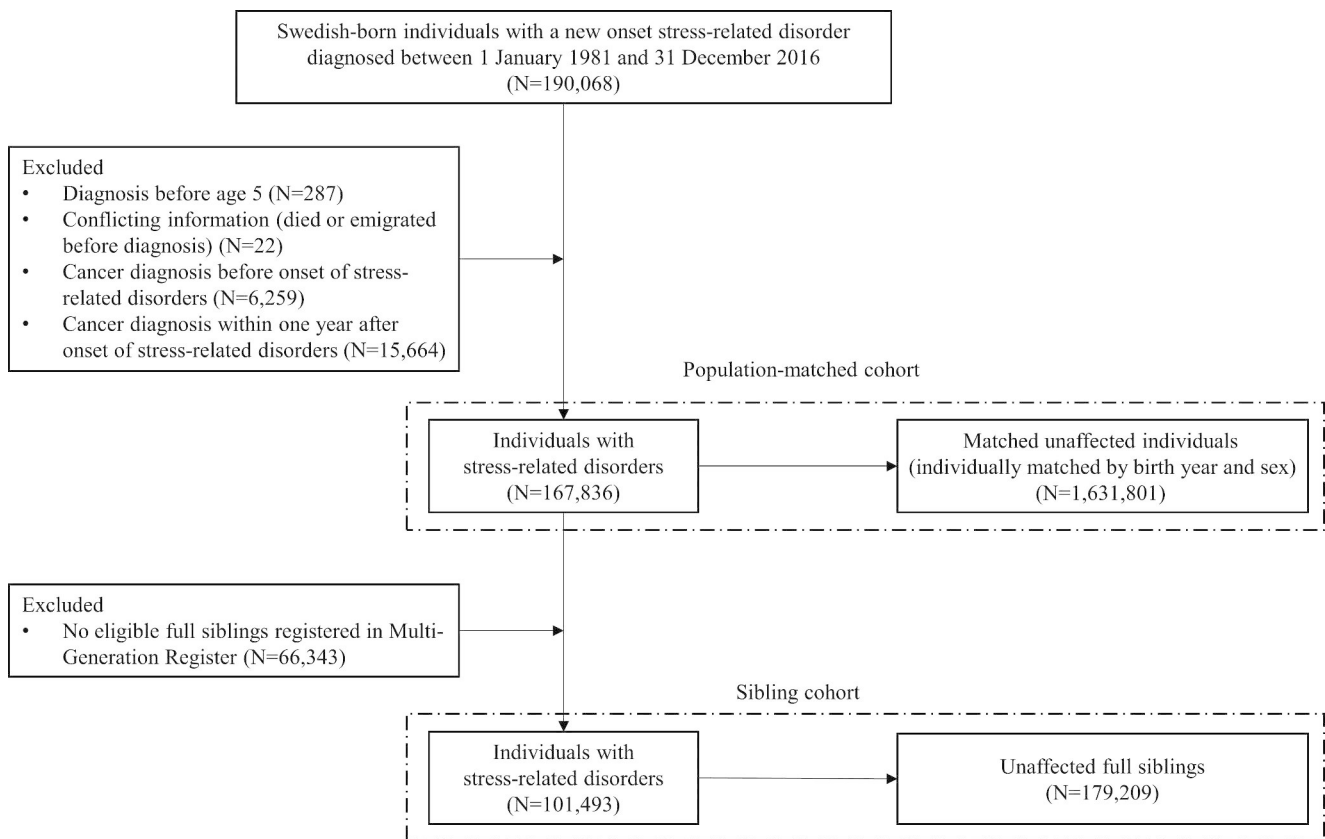 Swedish-born individuals with a new onset stress-related disorder
diagnosed between 1 January 1981 and 31 December 2016
(N=190,068)
Excluded
• Diagnosis before age 5 (N=287)
• Conflicting information (died or emigrated
before diagnosis) (N=22)
• Cancer diagnosis before onset of stress-
related disorders (N=6,259)
• Cancer diagnosis within one year after
onset of stress-related disorders (N=15,664)
Population-matched cohort
Individuals with
stress-related disorders
(N=167,836)
Matched unaffected individuals
(individually matched by birth year and sex)
(N=1,631,801)
Excluded
• No eligible full siblings registered in Multi-
Generation Register (N=66,343)
Sibling cohort
Individuals with
stress-related disorders
(N=101,493)
Unaffected full siblings
(N=179,209)